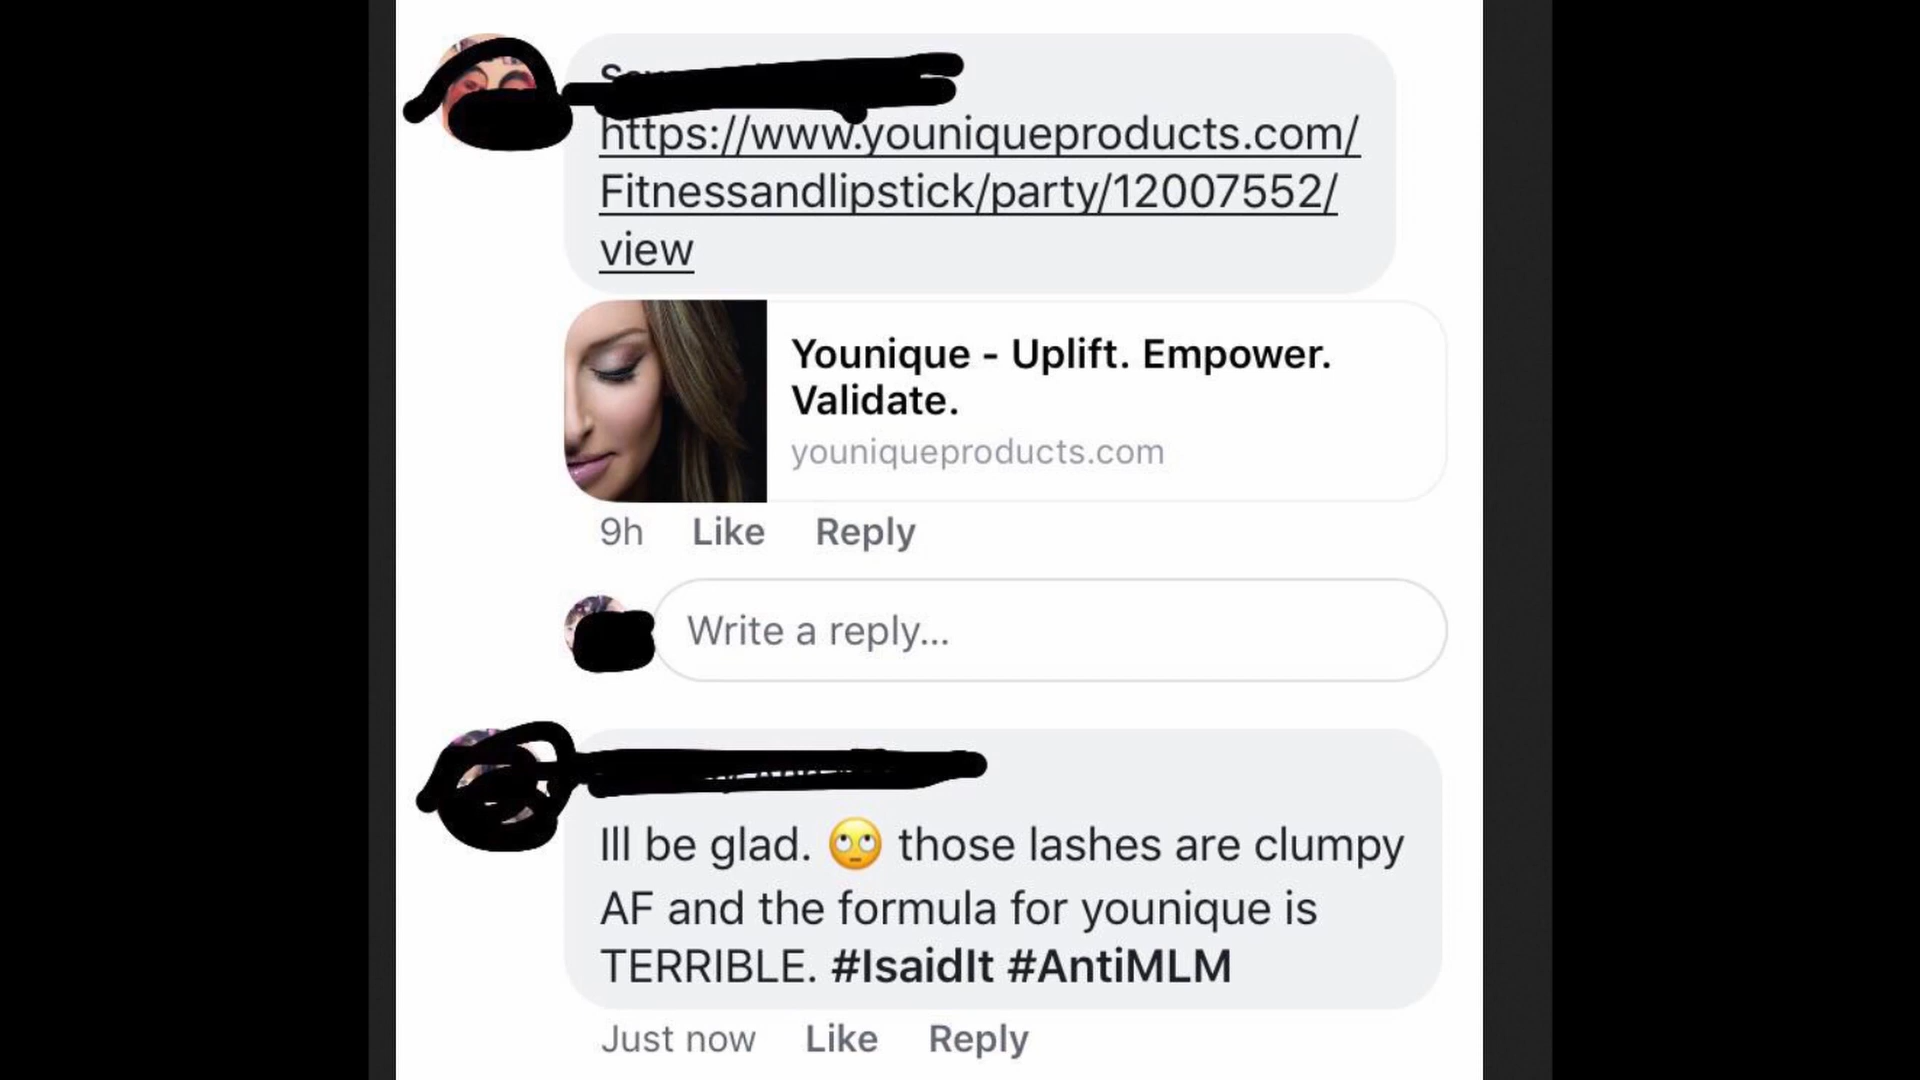 https://www.youniqueproducts.com/
Fitnessandlipstick/party/12007552/
view
Younique - Uplift. Empower.
Validate.
youniqueproducts.com
9h Like Reply
Write a reply...
Ill be glad. 🙄 those lashes are clumpy
AF and the formula for younique is
TERRIBLE. #IsaidIt #AntiMLM
Just now Like Reply